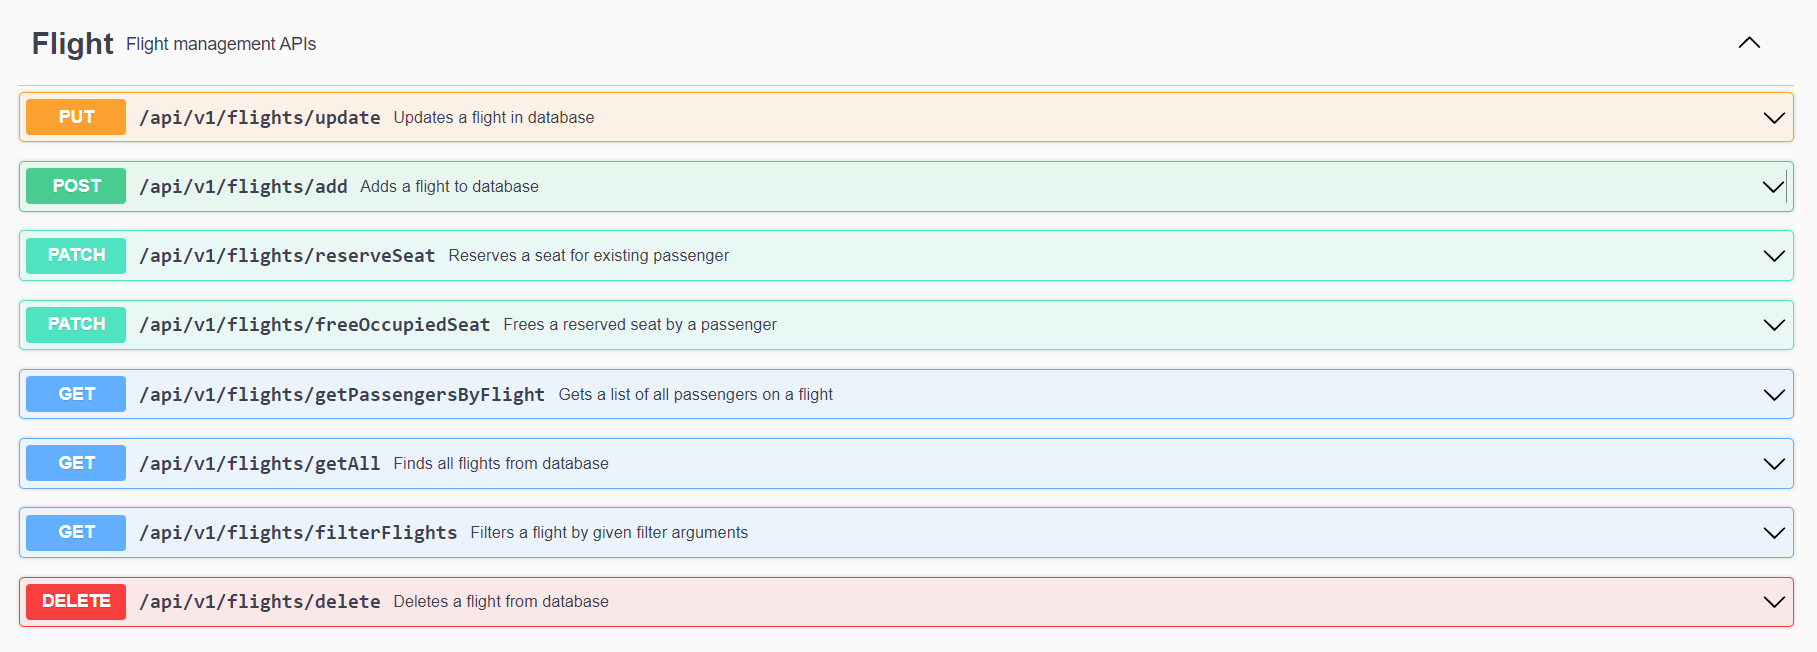 Flight Flight management APIs
PUT /api/v1/flights/update Updates a flight in database
POST /api/v1/flights/add Adds a flight to database
PATCH /api/v1/flights/reserveSeat Reserves a seat for existing passenger
PATCH /api/v1/flights/freeOccupiedSeat Frees a reserved seat by a passenger
GET /api/v1/flights/getPassengersByFlight Gets a list of all passengers on a flight
GET /api/v1/flights/getAll Finds all flights from database
GET /api/v1/flights/filterFlights Filters a flight by given filter arguments
DELETE /api/v1/flights/delete Deletes a flight from database